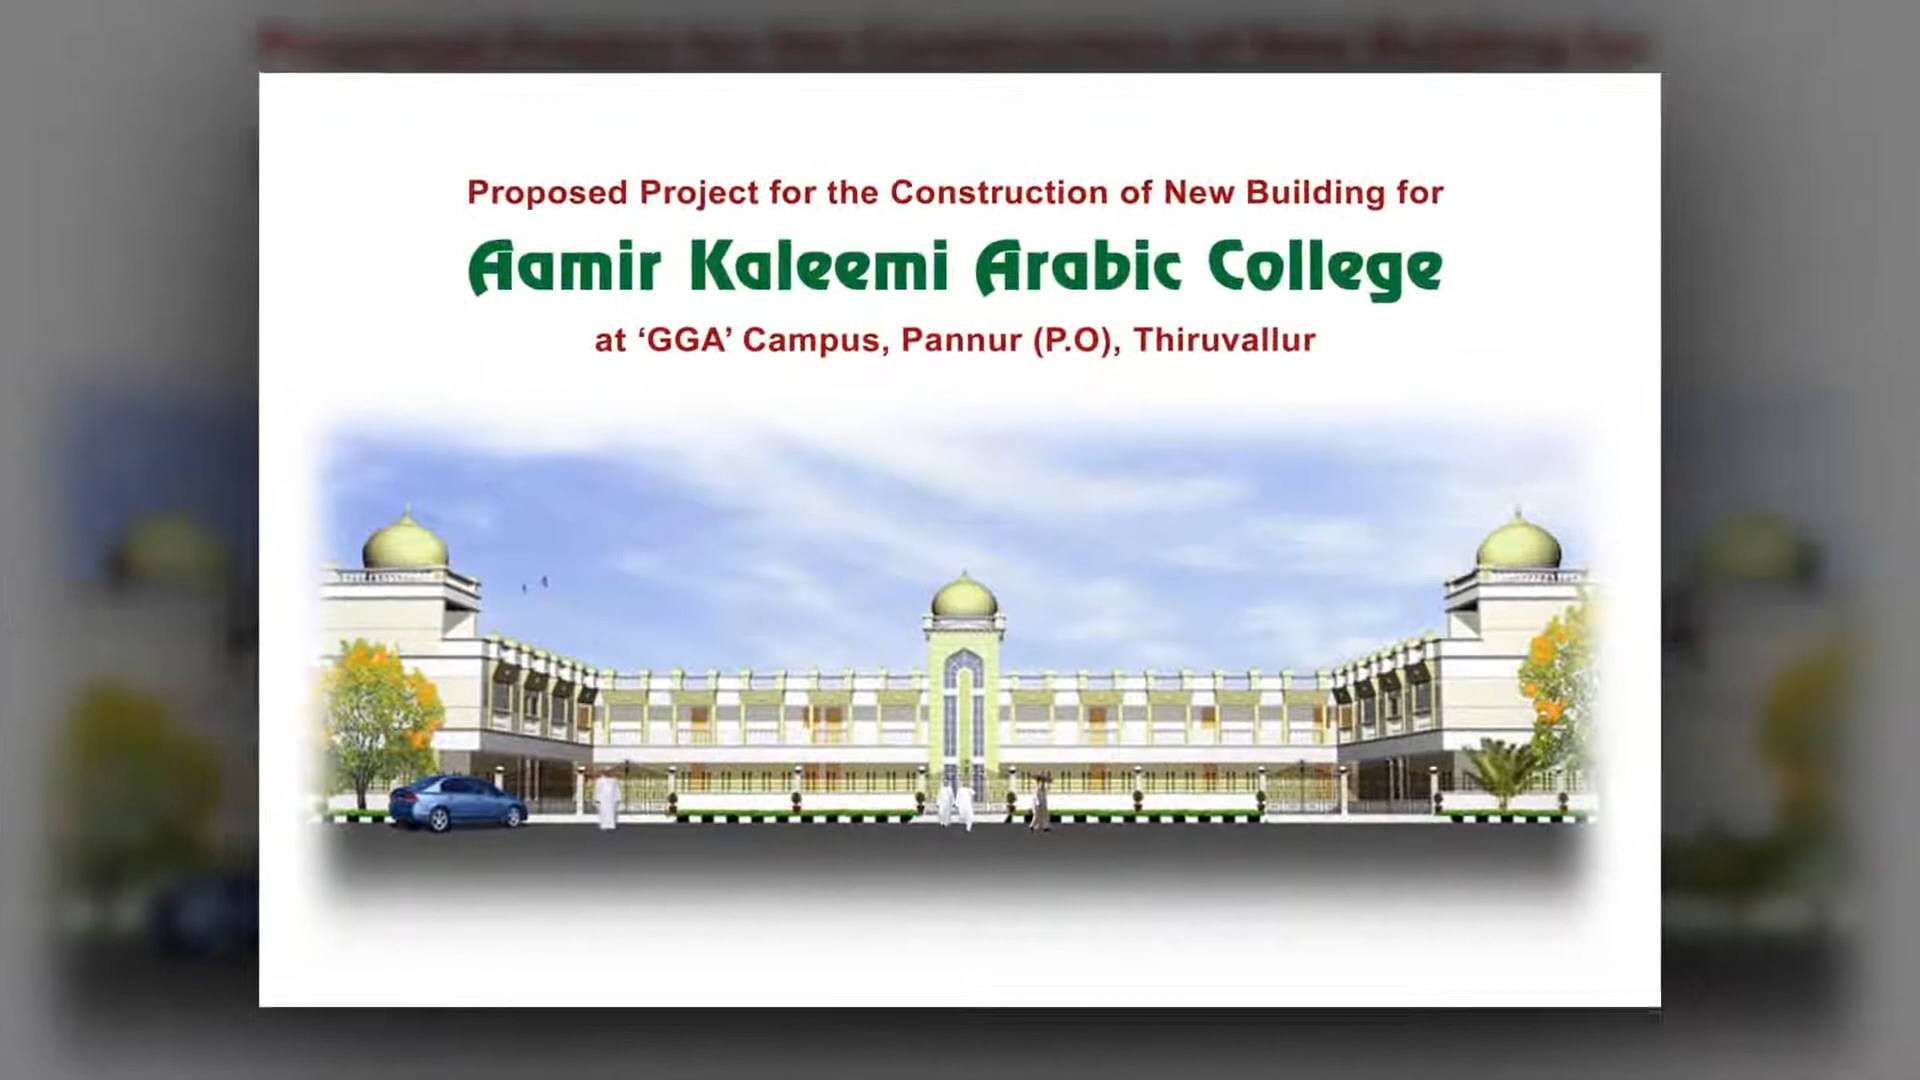 Proposed Project for the Construction of New Building for
Aamir Kaleemi Arabic College
at ‘GGA’ Campus, Pannur (P.O), Thiruvallur